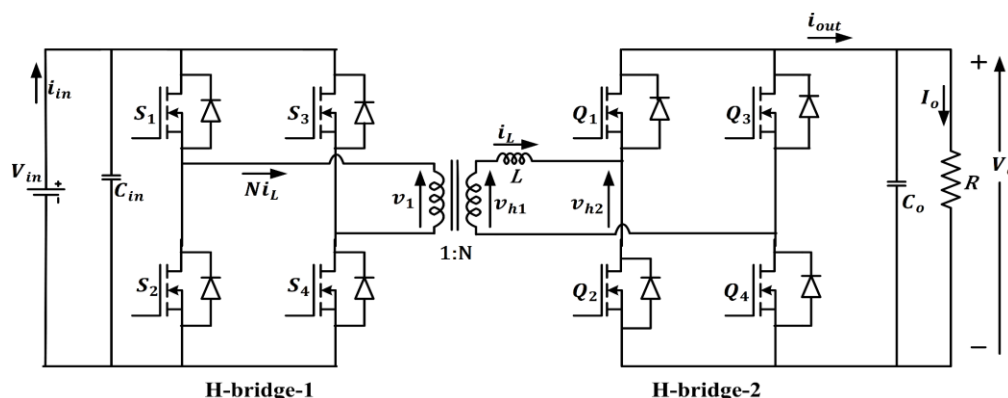 i_out
i_in
S_1
S_3
Q_1
Q_3
I_o
+
V_in
+
-
C_in
Ni_L
i_L
L
v_1
v_h1
v_h2
C_o
R
1:N
S_2
S_4
Q_2
Q_4
−
H-bridge-1
H-bridge-2